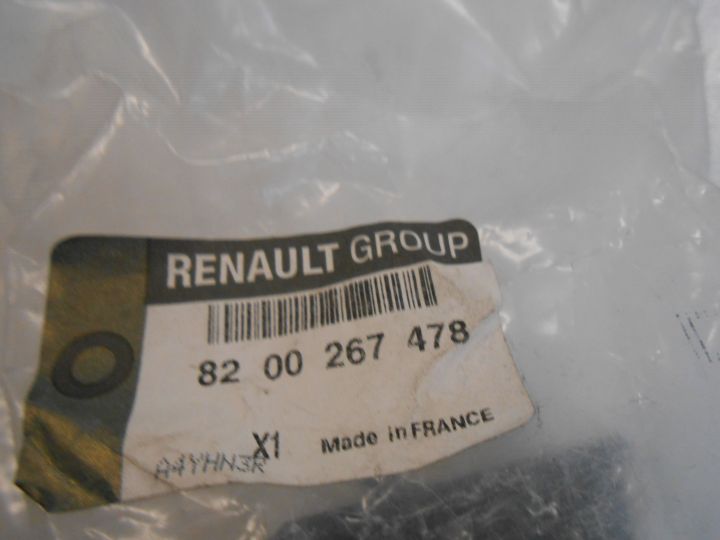 RENAULT GROUP
82 00 267 478
X1 Made in FRANCE
A4YHN3R